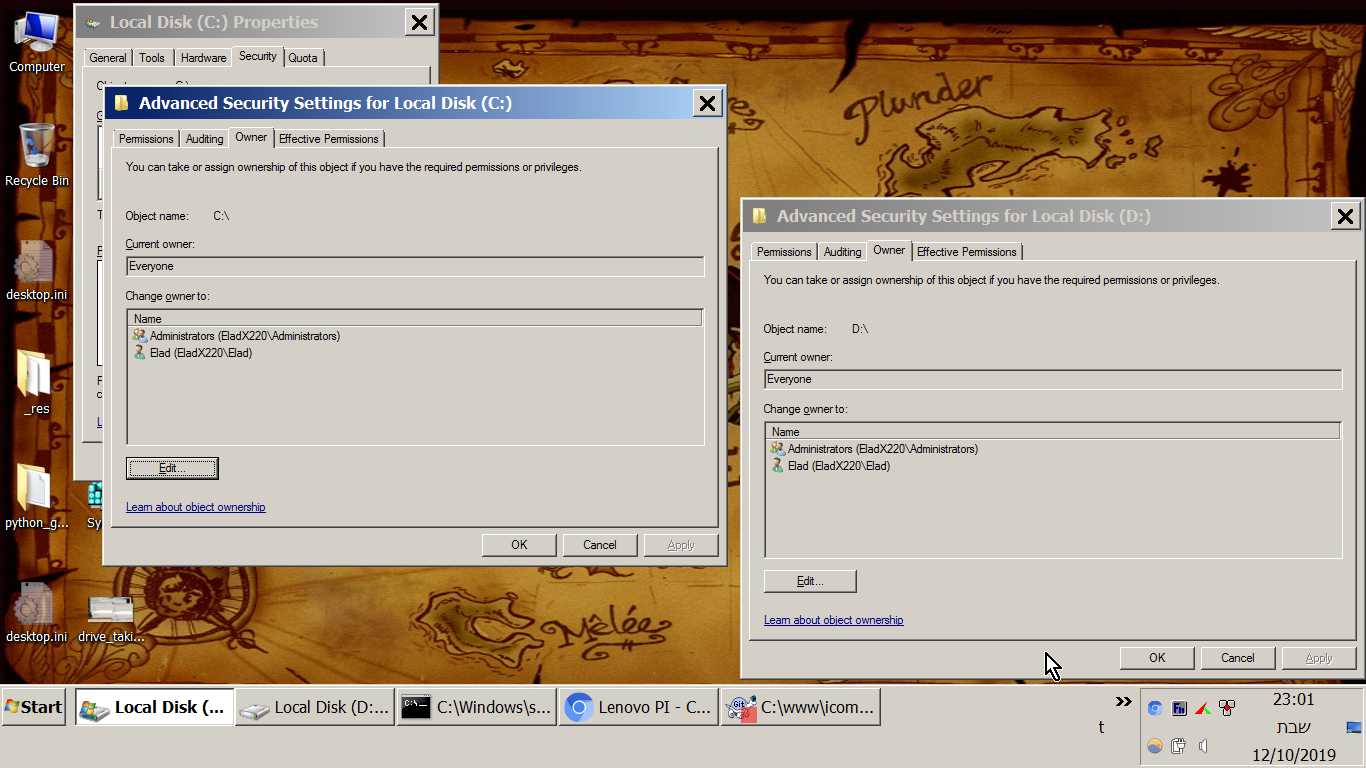 Computer
Recycle Bin
desktop.ini
_res
python_g...
desktop.ini
drive_taki...
Local Disk (C:) Properties
General
Tools
Hardware
Security
Quota
Advanced Security Settings for Local Disk (C:)
Permissions
Auditing
Owner
Effective Permissions
You can take or assign ownership of this object if you have the required permissions or privileges.
Object name: C:\
Current owner:
Everyone
Change owner to:
Name
Administrators (EladX220\Administrators)
Elad (EladX220\Elad)
Edit...
Learn about object ownership
OK
Cancel
Apply
Plunder
Mêlée
Advanced Security Settings for Local Disk (D:)
Permissions
Auditing
Owner
Effective Permissions
You can take or assign ownership of this object if you have the required permissions or privileges.
Object name: D:\
Current owner:
Everyone
Change owner to:
Name
Administrators (EladX220\Administrators)
Elad (EladX220\Elad)
Edit...
Learn about object ownership
OK
Cancel
Apply
Start
Local Disk (...
Local Disk (D:...
C:\Windows\s...
Lenovo PI - C...
C:\www\icom...
t
23:01
שבת
12/10/2019